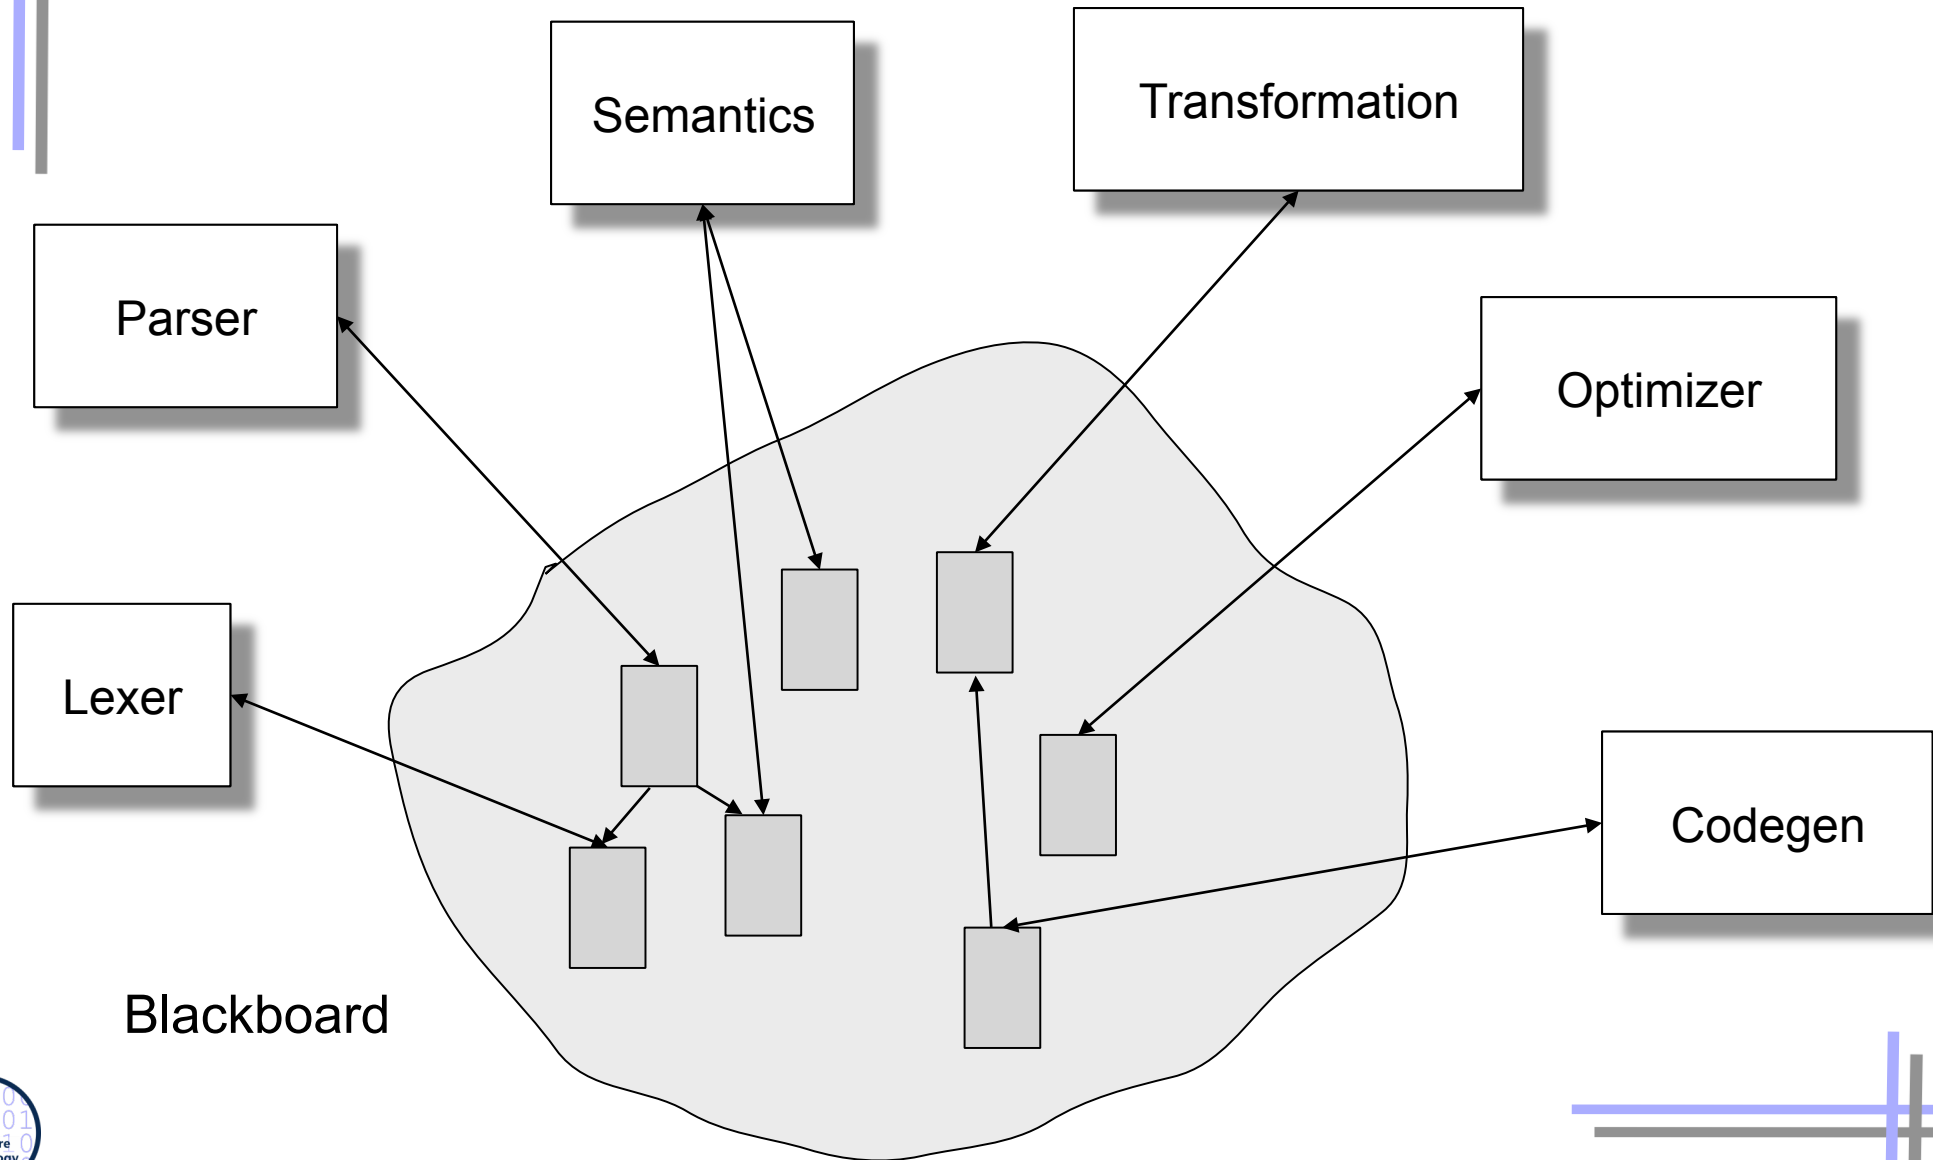 Semantics
Transformation
Parser
Optimizer
Lexer
Codegen
Blackboard